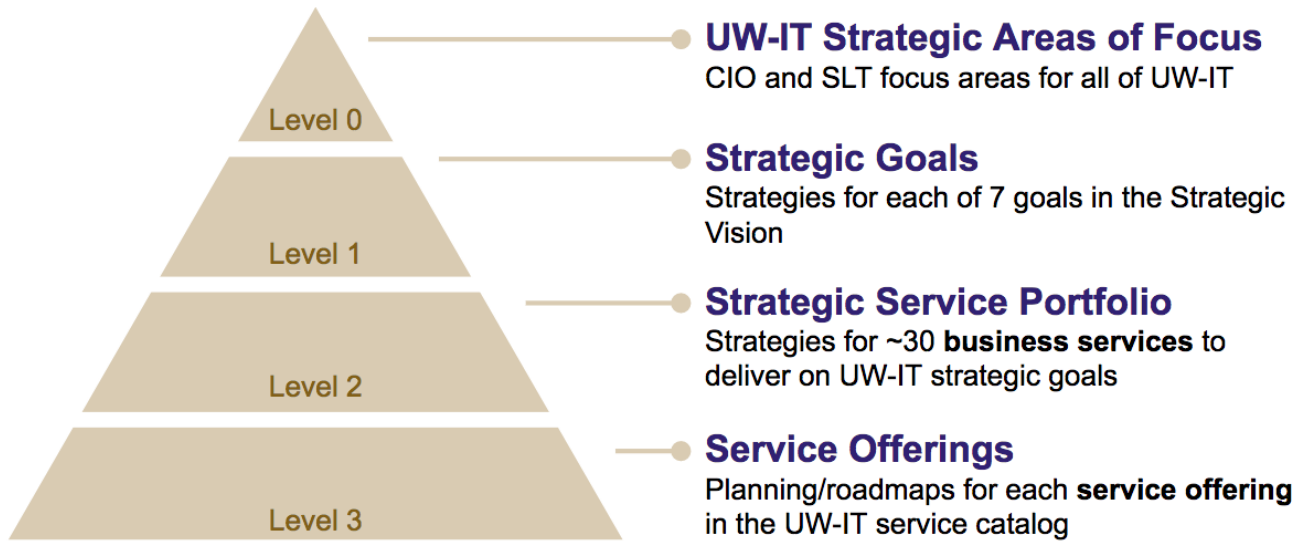 UW-IT Strategic Areas of Focus
CIO and SLT focus areas for all of UW-IT
Level 0
Strategic Goals
Strategies for each of 7 goals in the Strategic
Vision
Level 1
Strategic Service Portfolio
Strategies for ~30 business services to
deliver on UW-IT strategic goals
Level 2
Service Offerings
Planning/roadmaps for each service offering
in the UW-IT service catalog
Level 3